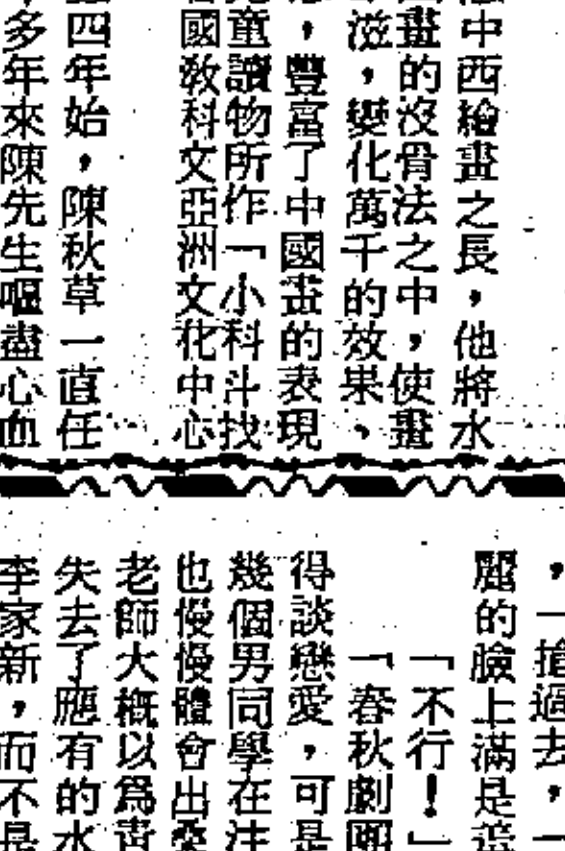 中西繪畫之長，他將水
畫的沒骨法之中，使畫
滋，變化萬千的效果、
，豐富了中國畫的表現
童讀物所作「小科斗找
國敎科文亞洲文化中心
四年始，陳秋草一直任
多年來陳先生嘔盡心血
，一搶過去，一
麗的臉上滿是
「不行！」
「春秋劇團
得談戀愛，可是
幾個男同學在注
也慢慢體會出
老師大概以爲靑
失去了應有的水
李家新，而不是